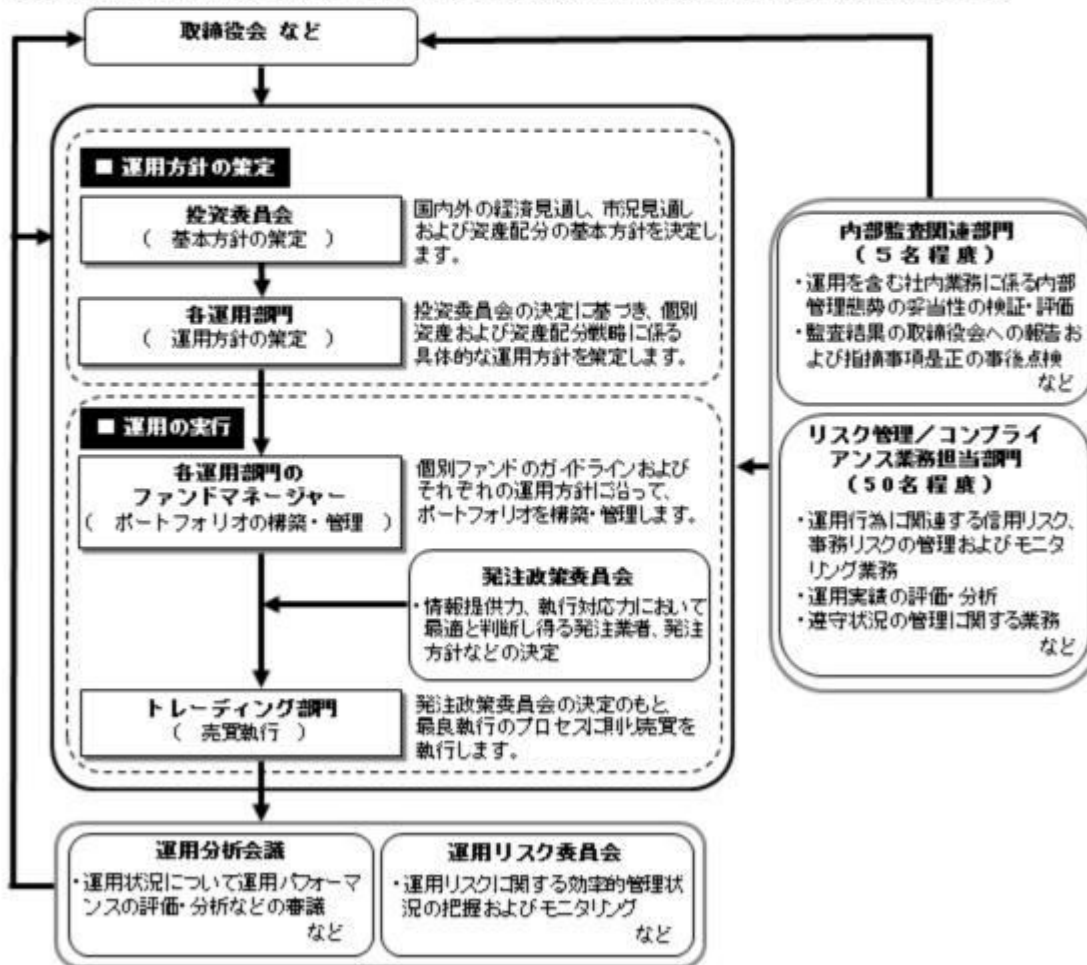 取締役会 など
■ 運用方針の策定
投資委員会
( 基本方針の策定 )
国内外の経済見通し、市況見通し
および資産配分の基本方針を決定し
ます。
各運用部門
( 運用方針の策定 )
投資委員会の決定に基づき、個別
資産および資産配分戦略に係る
具体的な運用方針を策定します。
■ 運用の実行
各運用部門の
ファンドマネージャー
( ポートフォリオの構築・管理 )
個別ファンドのガイドラインおよび
それぞれの運用方針に沿って、
ポートフォリオを構築・管理します。
発注政策委員会
・情報提供力、執行対応力において
最適と判断し得る発注業者、発注
方針などの決定
トレーディング部門
( 売買執行 )
発注政策委員会の決定のもと
最良執行のプロセスに則り売買を
執行します。
運用分析会議
・運用状況について運用パフォーマ
ンスの評価・分析などの審議
など
運用リスク委員会
・運用リスクに関する効率的管理状
況の把握およびモニタリング
など
内部監査関連部門
(5名程度)
・運用を含む社内業務に係る内部
管理態勢の妥当性の検証・評価
・監査結果の取締役会への報告お
よび指摘事項是正の事後点検
など
リスク管理/コンプライ
アンス業務担当部門
(50名程度)
・運用行為に関連する信用リスク、
事務リスクの管理およびモニタ
リング業務
・運用実績の評価・分析
・遵守状況の管理に関する業務
など